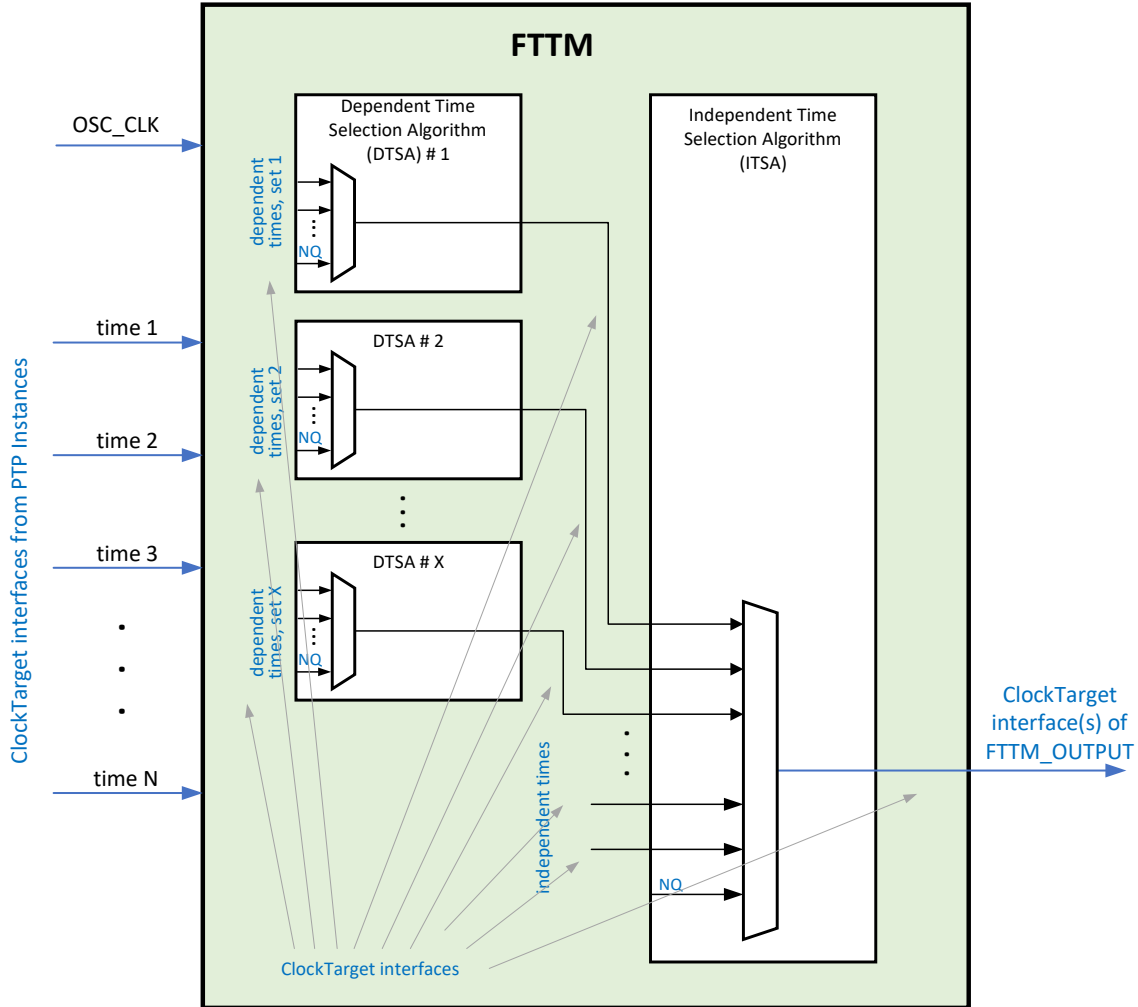 FTTM
OSC_CLK
time 1
time 2
time 3
time N
ClockTarget interfaces from PTP Instances
Dependent Time
Selection Algorithm
(DTSA) # 1
dependent
times, set 1
NQ
DTSA # 2
dependent
times, set 2
NQ
DTSA # X
dependent
times, set X
NQ
Independent Time
Selection Algorithm
(ITSA)
independent times
NQ
ClockTarget interfaces
ClockTarget
interface(s) of
FTTM_OUTPUT